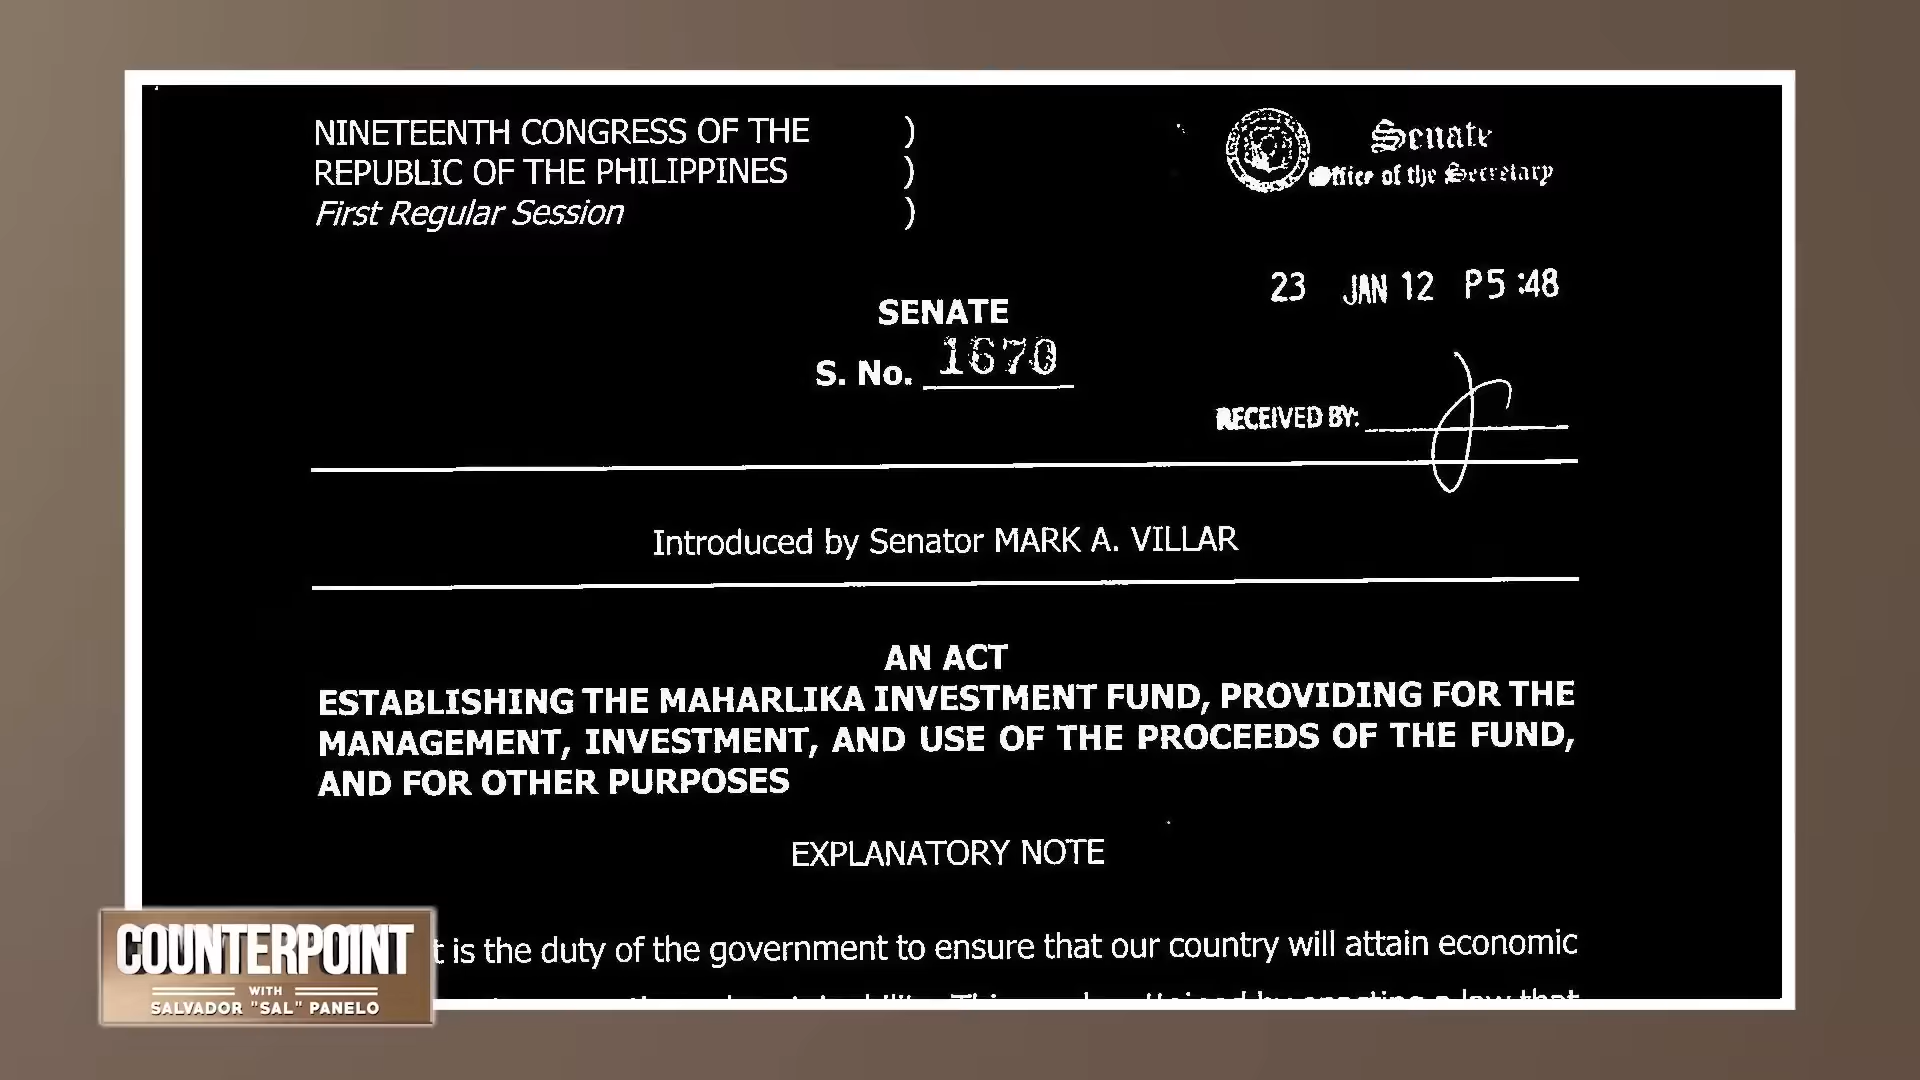 NINETEENTH CONGRESS OF THE )
REPUBLIC OF THE PHILIPPINES )
First Regular Session )
Senate
Office of the Secretary
23 JAN 12 P5:48
SENATE
S. No. 1670
RECEIVED BY:
Introduced by Senator MARK A. VILLAR
AN ACT
ESTABLISHING THE MAHARLIKA INVESTMENT FUND, PROVIDING FOR THE
MANAGEMENT, INVESTMENT, AND USE OF THE PROCEEDS OF THE FUND,
AND FOR OTHER PURPOSES
EXPLANATORY NOTE
t is the duty of the government to ensure that our country will attain economic
COUNTERPOINT
WITH
SALVADOR "SAL" PANELO